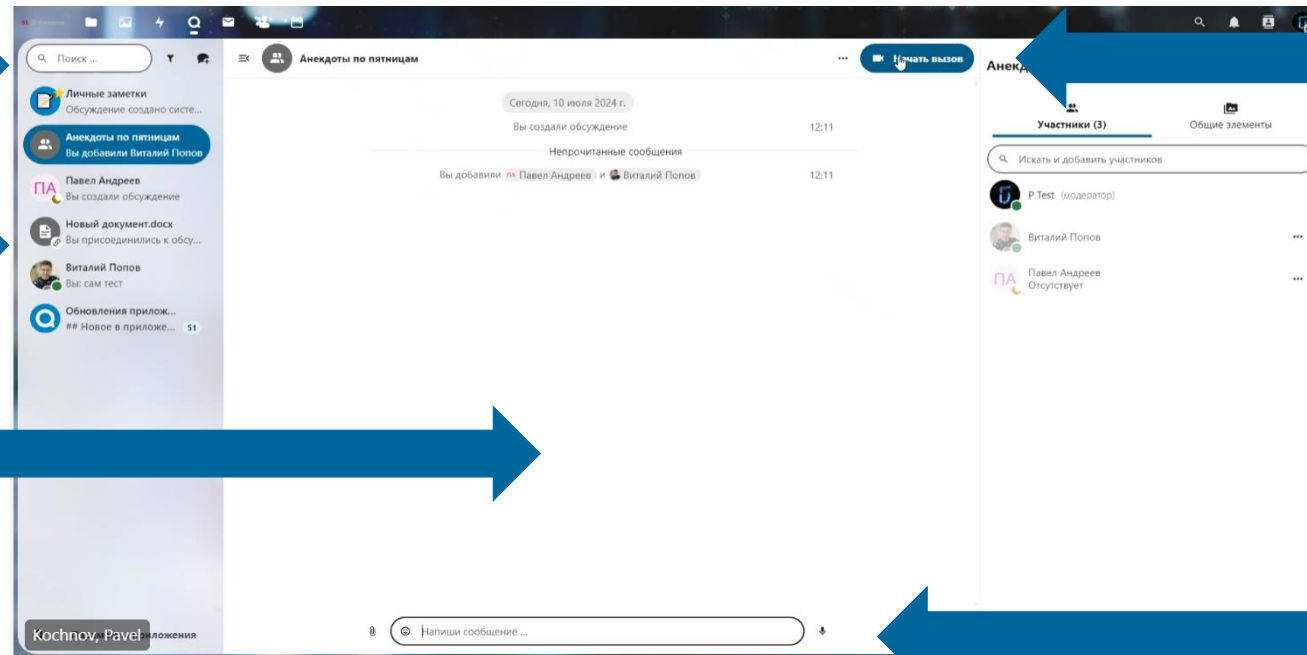 Поиск ...
Анекдоты по пятницам
Начать вызов
Анек
Личные заметки
Обсуждение создано систе...
Анекдоты по пятницам
Вы добавили Виталий Попов
Павел Андреев
Вы создали обсуждение
Новый документ.docx
Вы присоединились к обсу...
Виталий Попов
Вы: сам тест
Обновления прилож...
## Новое в приложе... 51
Сегодня, 10 июля 2024 г.
Вы создали обсуждение 12:11
Непрочитанные сообщения
Вы добавили ПА Павел Андреев и Виталий Попов 12:11
Участники (3)
Общие элементы
Искать и добавить участников
P Test (модератор)
Виталий Попов
ПА
Павел Андреев
Отсутствует
ПА
Kochnov, Pavel
иложения
Напиши сообщение ...